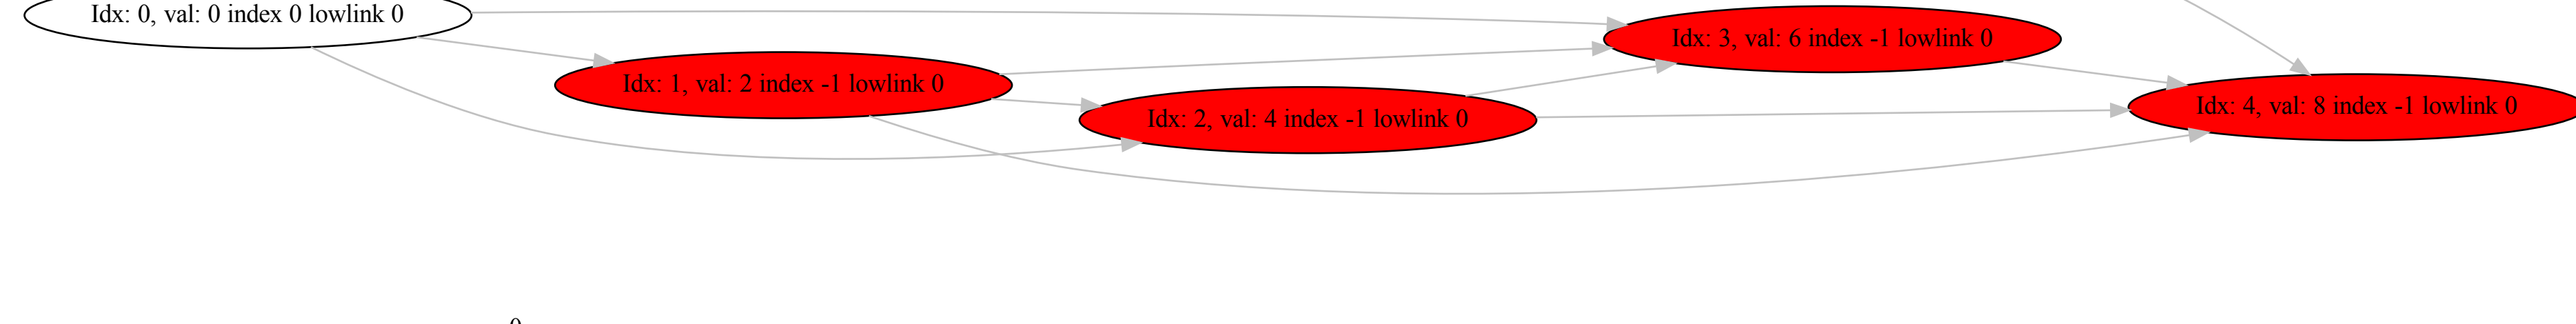 Idx: 0, val: 0 index 0 lowlink 0
Idx: 3, val: 6 index -1 lowlink 0
Idx: 1, val: 2 index -1 lowlink 0
Idx: 4, val: 8 index -1 lowlink 0
Idx: 2, val: 4 index -1 lowlink 0